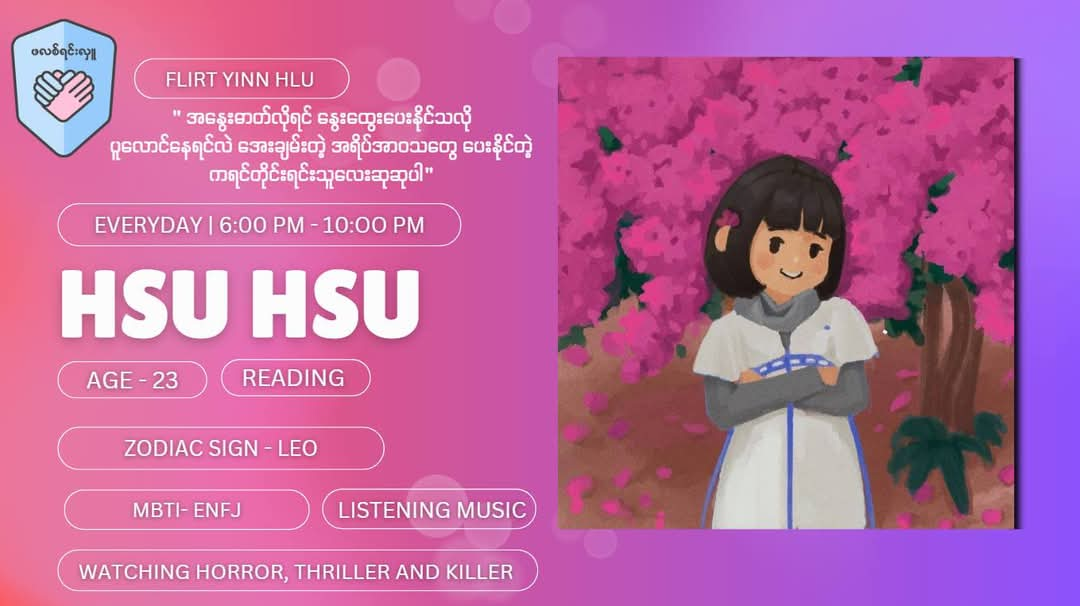 ဖလစ်ရင်းလှူ
FLIRT YINN HLU
" အနွေးဓာတ်လိုရင် နွေးထွေးပေးနိုင်သလို
ပူလောင်နေရင်လဲ အေးချမ်းတဲ့ အရိပ်အာဝသတွေ ပေးနိုင်တဲ့
ကရင်တိုင်းရင်းသူလေးဆုဆုပါ"
EVERYDAY | 6:00 PM - 10:00 PM
HSU HSU
AGE - 23
READING
ZODIAC SIGN - LEO
MBTI- ENFJ
LISTENING MUSIC
WATCHING HORROR, THRILLER AND KILLER